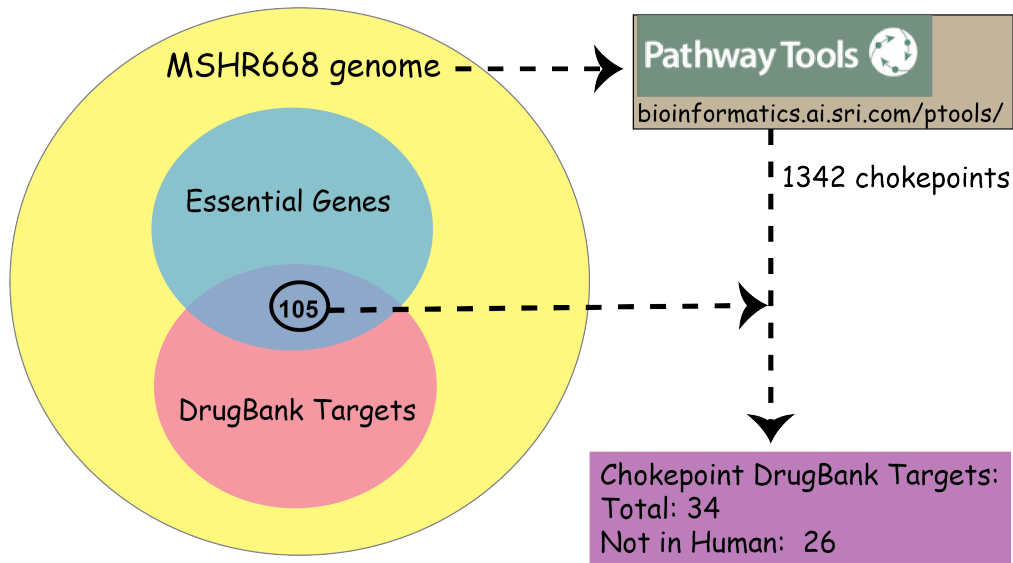 MSHR668 genome
Pathway Tools
bioinformatics.ai.sri.com/ptools/
1342 chokepoints
Essential Genes
105
DrugBank Targets
Chokepoint DrugBank Targets:
Total: 34
Not in Human: 26